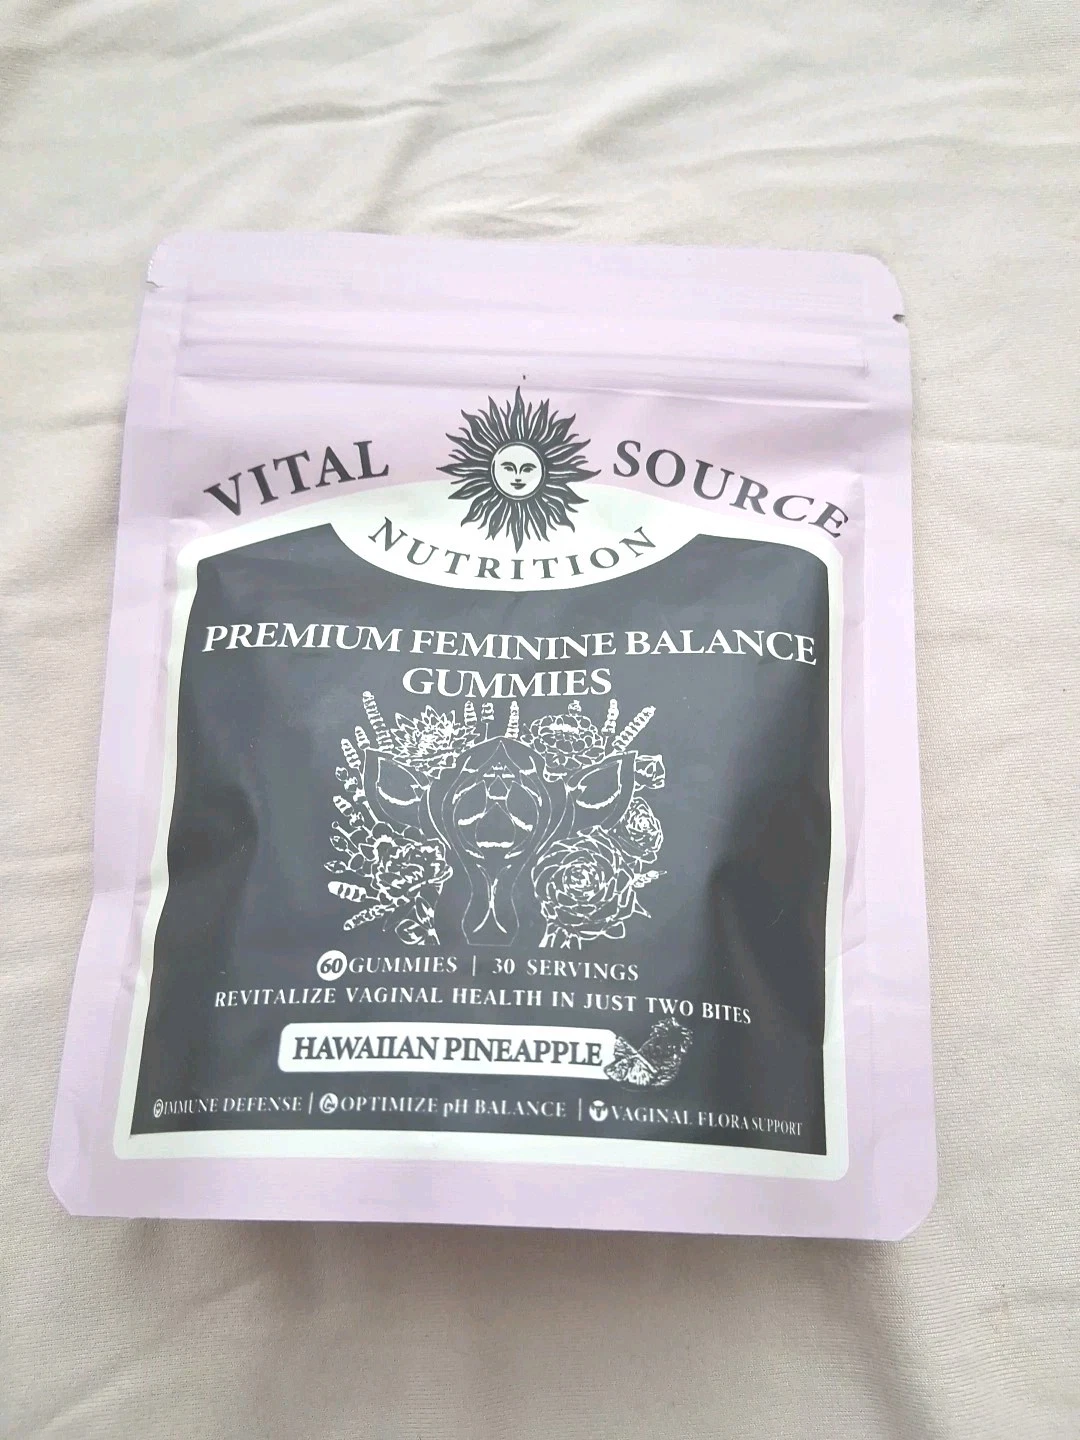 VITAL SOURCE
NUTRITION
PREMIUM FEMININE BALANCE
GUMMIES
60 GUMMIES | 30 SERVINGS
REVITALIZE VAGINAL HEALTH IN JUST TWO BITES
HAWAIIAN PINEAPPLE
IMMUNE DEFENSE | OPTIMIZE pH BALANCE | VAGINAL FLORA SUPPORT